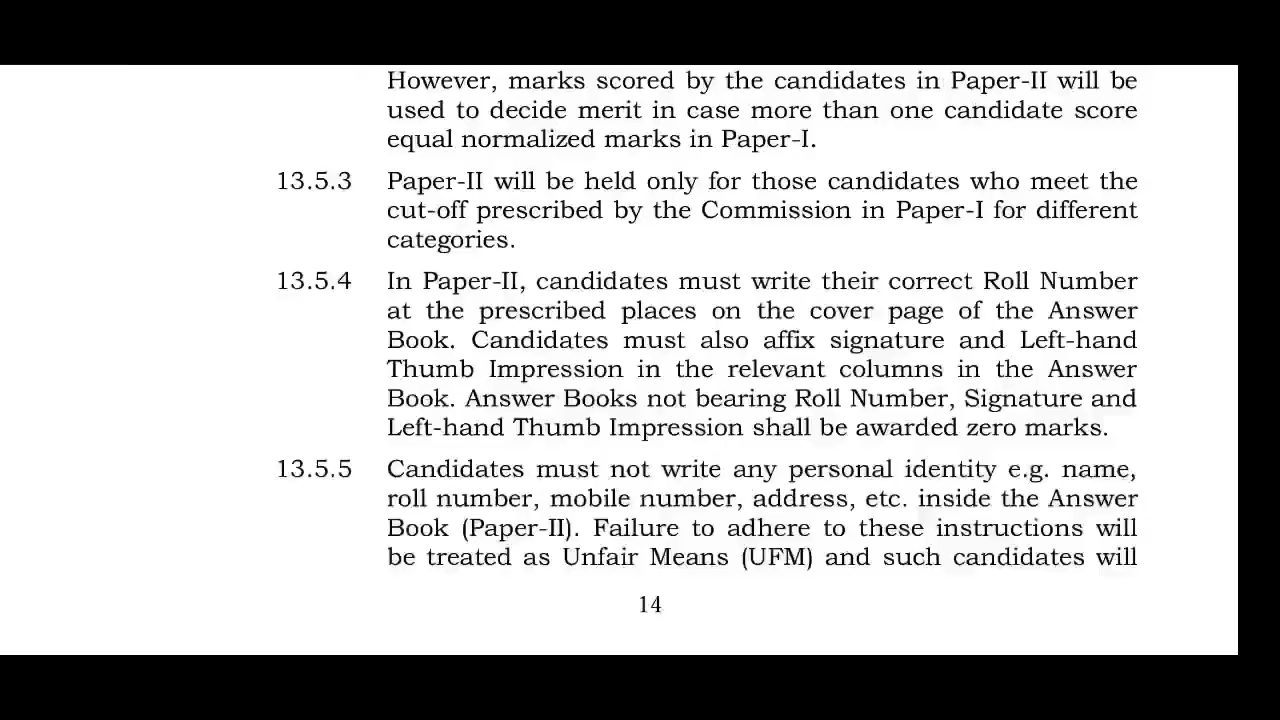 However, marks scored by the candidates in Paper-II will be
used to decide merit in case more than one candidate score
equal normalized marks in Paper-I.
13.5.3 Paper-II will be held only for those candidates who meet the
cut-off prescribed by the Commission in Paper-I for different
categories.
13.5.4 In Paper-II, candidates must write their correct Roll Number
at the prescribed places on the cover page of the Answer
Book. Candidates must also affix signature and Left-hand
Thumb Impression in the relevant columns in the Answer
Book. Answer Books not bearing Roll Number, Signature and
Left-hand Thumb Impression shall be awarded zero marks.
13.5.5 Candidates must not write any personal identity e.g. name,
roll number, mobile number, address, etc. inside the Answer
Book (Paper-II). Failure to adhere to these instructions will
be treated as Unfair Means (UFM) and such candidates will
14